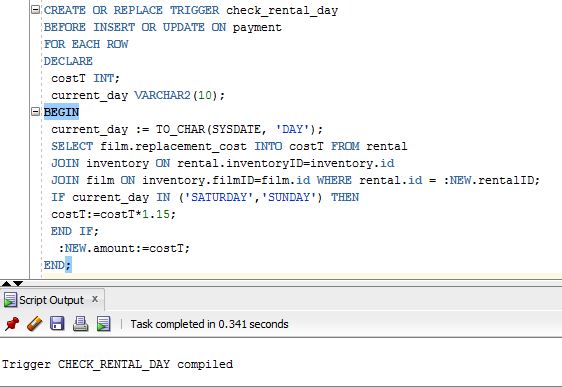 CREATE OR REPLACE TRIGGER check_rental_day
BEFORE INSERT OR UPDATE ON payment
FOR EACH ROW
DECLARE
costT INT;
current_day VARCHAR2(10);
BEGIN
current_day := TO_CHAR(SYSDATE, 'DAY');
SELECT film.replacement_cost INTO costT FROM rental
JOIN inventory ON rental.inventoryID=inventory.id
JOIN film ON inventory.filmID=film.id WHERE rental.id = :NEW.rentalID;
IF current_day IN ('SATURDAY','SUNDAY') THEN
costT:=costT*1.15;
END IF;
:NEW.amount:=costT;
END;
Script Output x
Task completed in 0.341 seconds
Trigger CHECK_RENTAL_DAY compiled